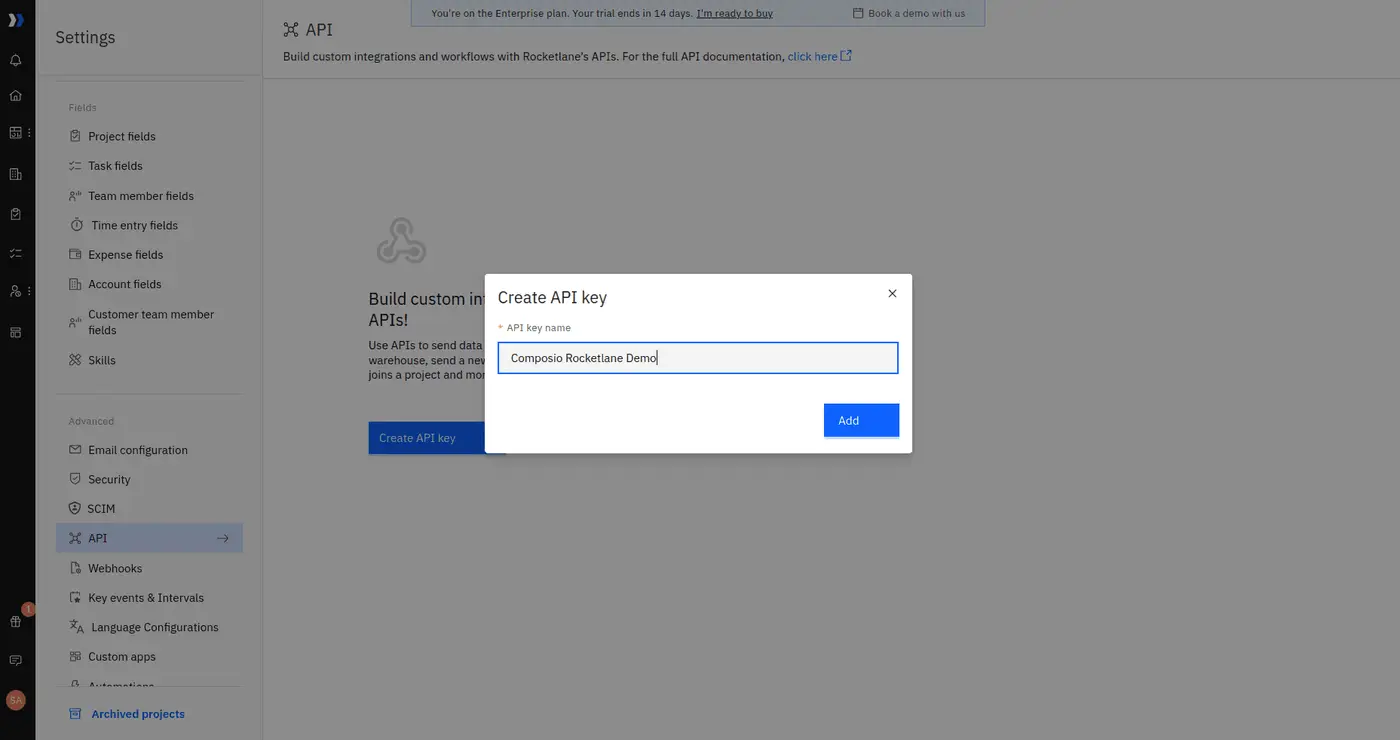 You're on the Enterprise plan. Your trial ends in 14 days. I'm ready to buy
Book a demo with us
Settings
API
Build custom integrations and workflows with Rocketlane's APIs. For the full API documentation, click here
Fields
Project fields
Task fields
Team member fields
Time entry fields
Expense fields
Account fields
Customer team member
fields
Skills
Advanced
Email configuration
Security
SCIM
API
Webhooks
Key events & Intervals
Language Configurations
Custom apps
Automations
Archived projects
1
SA
Build custom in
APIs!
Use APIs to send data
warehouse, send a new
joins a project and mor
Create API key
Create API key
* API key name
Composio Rocketlane Demo
Add